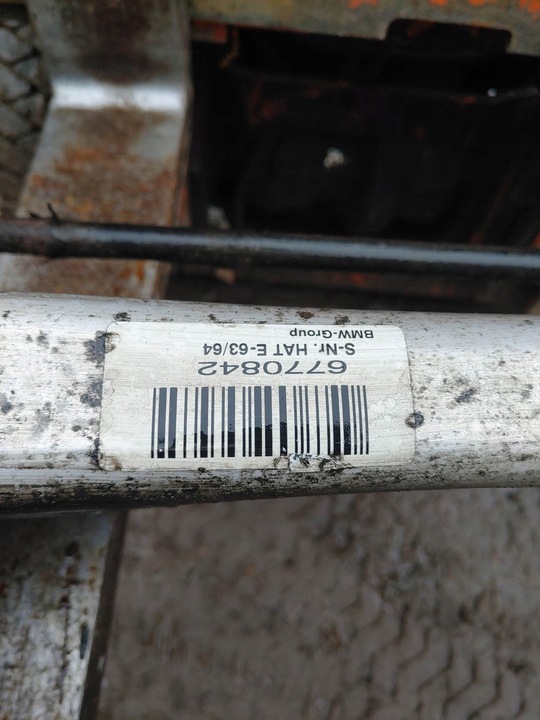 BMW-Group
S-Nr. HAT E-63/64
6770842